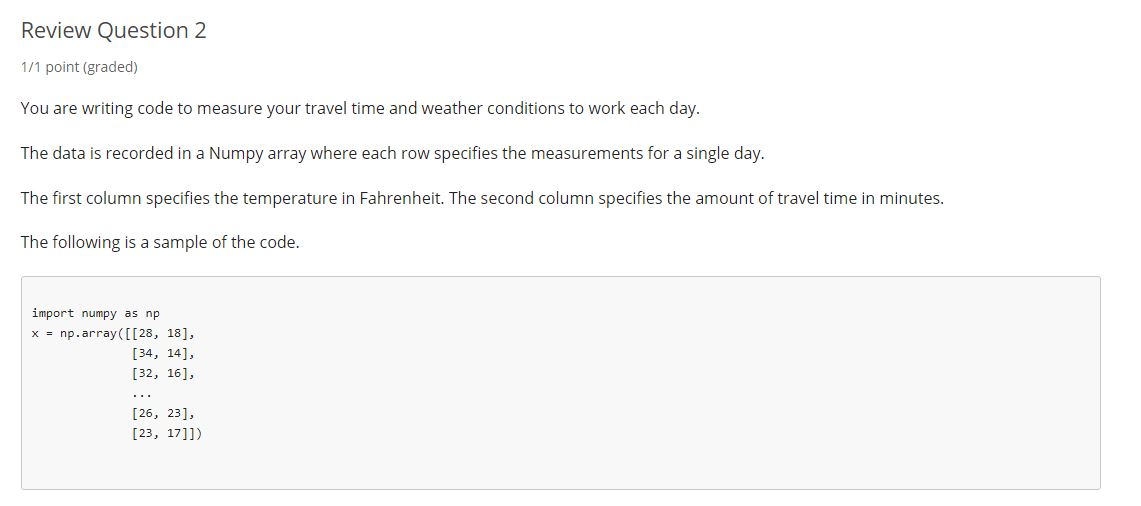 Review Question 2
1/1 point (graded)
You are writing code to measure your travel time and weather conditions to work each day.
The data is recorded in a Numpy array where each row specifies the measurements for a single day.
The first column specifies the temperature in Fahrenheit. The second column specifies the amount of travel time in minutes.
The following is a sample of the code.
import numpy as np
x = np.array([[28, 18],
[34, 14],
[32, 16],
...
[26, 23],
[23, 17]])